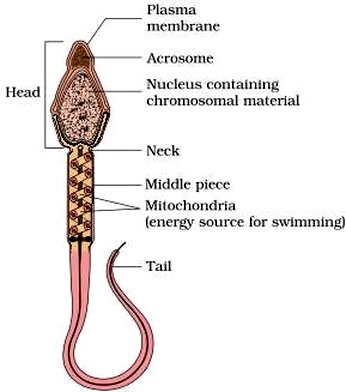 Plasma
membrane
Acrosome
Head
Nucleus containing
chromosomal material
Neck
Middle piece
Mitochondria
(energy source for swimming)
Tail